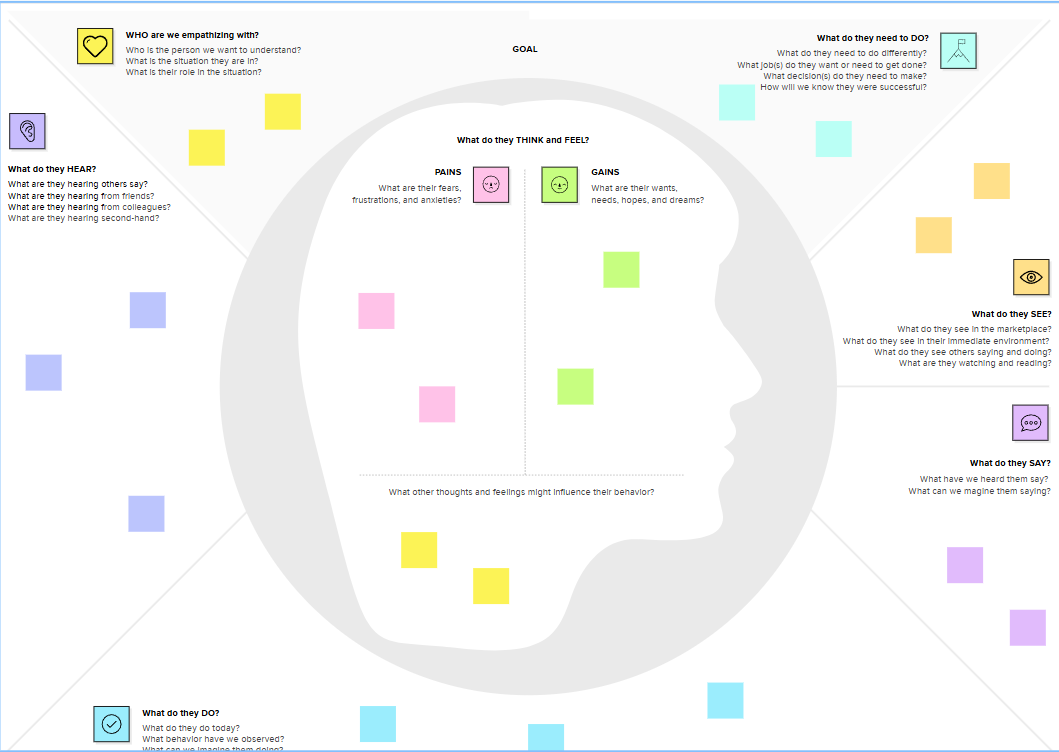 WHO are we empathizing with?
Who is the person we want to understand?
What is the situation they are in?
What is their role in the situation?
GOAL
What do they need to DO?
What do they need to do differently?
What job(s) do they want or need to get done?
What decision(s) do they need to make?
How will we know they were successful?
What do they HEAR?
What are they hearing others say?
What are they hearing from friends?
What are they hearing from colleagues?
What are they hearing second-hand?
What do they THINK and FEEL?
PAINS
What are their fears,
frustrations, and anxieties?
GAINS
What are their wants,
needs, hopes, and dreams?
What do they SEE?
What do they see in the marketplace?
What do they see in their immediate environment?
What do they see others saying and doing?
What are they watching and reading?
What do they SAY?
What have we heard them say?
What can we magine them saying?
What other thoughts and feelings might influence their behavior?
What do they DO?
What do they do today?
What behavior have we observed?
What can we imagine them doing?